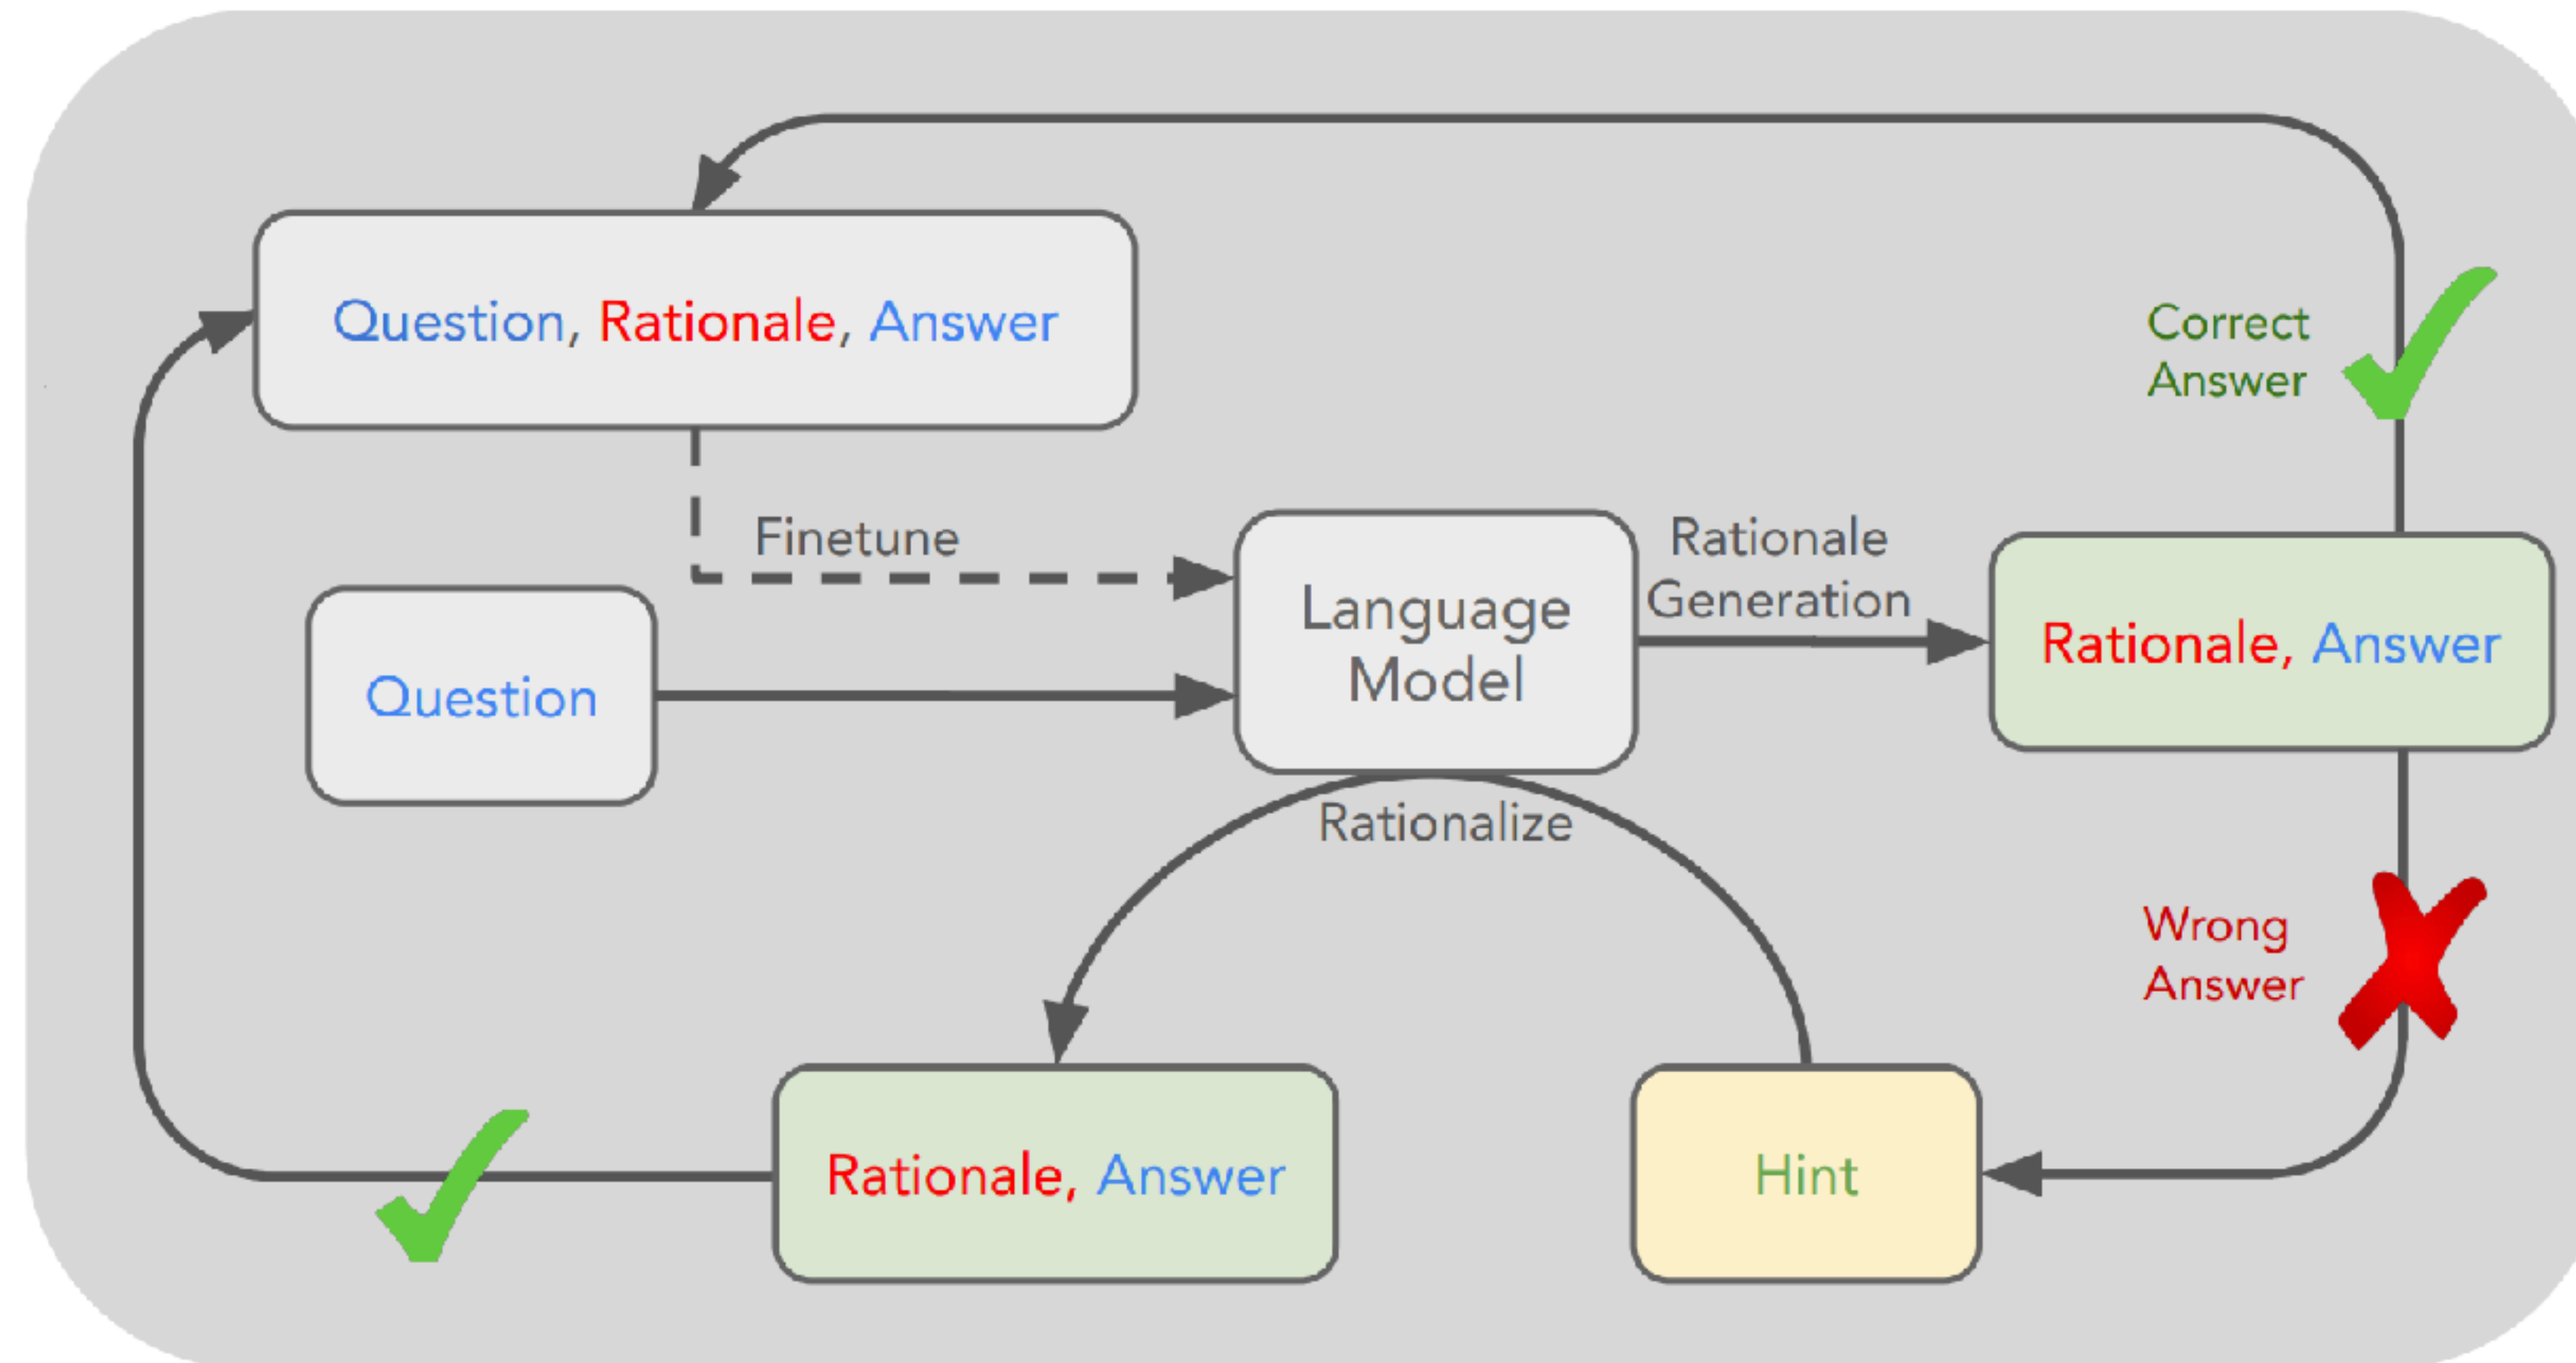 Question, Rationale, Answer
Correct
Answer
Finetune
Rationale
Generation
Language
Model
Question
Rationale, Answer
Rationalize
Wrong
Answer
Rationale, Answer
Hint